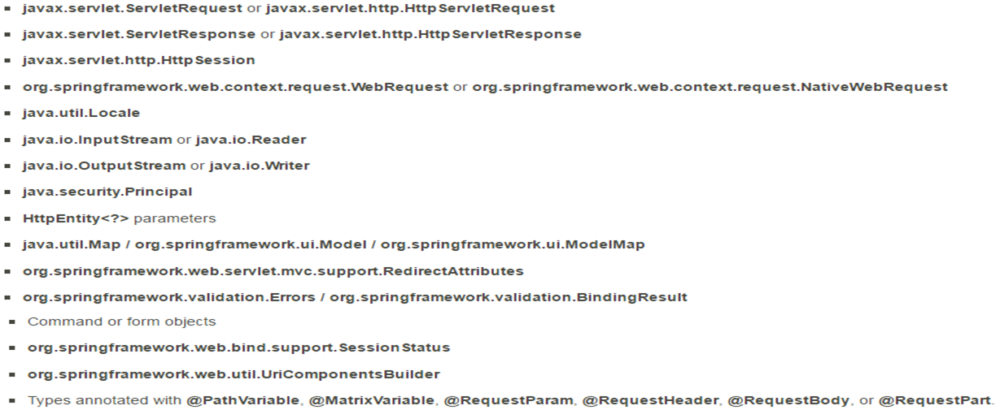 ▪ javax.servlet.ServletRequest or javax.servlet.http.HttpServletRequest
▪ javax.servlet.ServletResponse or javax.servlet.http.HttpServletResponse
▪ javax.servlet.http.HttpSession
▪ org.springframework.web.context.request.WebRequest or org.springframework.web.context.request.NativeWebRequest
▪ java.util.Locale
▪ java.io.InputStream or java.io.Reader
▪ java.io.OutputStream or java.io.Writer
▪ java.security.Principal
▪ HttpEntity<?> parameters
▪ java.util.Map / org.springframework.ui.Model / org.springframework.ui.ModelMap
▪ org.springframework.web.servlet.mvc.support.RedirectAttributes
▪ org.springframework.validation.Errors / org.springframework.validation.BindingResult
▪ Command or form objects
▪ org.springframework.web.bind.support.SessionStatus
▪ org.springframework.web.util.UriComponentsBuilder
▪ Types annotated with @PathVariable, @MatrixVariable, @RequestParam, @RequestHeader, @RequestBody, or @RequestPart.